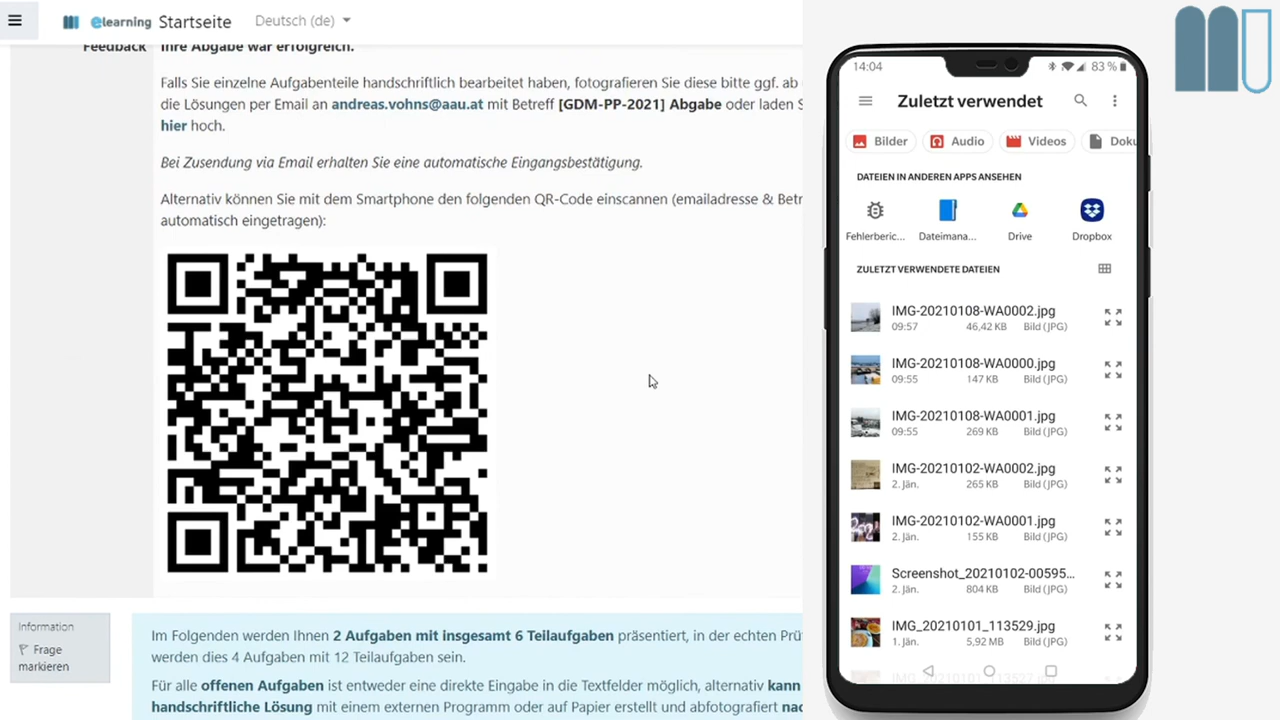 elearning Startseite Deutsch (de)
Feedback Ihre Abgabe war erfolgreich.
Falls Sie einzelne Aufgabenteile handschriftlich bearbeitet haben, fotografieren Sie diese bitte ggf. ab
die Lösungen per Email an andreas.vohns@aau.at mit Betreff [GDM-PP-2021] Abgabe oder laden S
hier hoch.
Bei Zusendung via Email erhalten Sie eine automatische Eingangsbestätigung.
Alternativ können Sie mit dem Smartphone den folgenden QR-Code einscannen (emailadresse & Betr
automatisch eingetragen):
Information
Frage
markieren
Im Folgenden werden Ihnen 2 Aufgaben mit insgesamt 6 Teilaufgaben präsentiert, in der echten Prü
werden dies 4 Aufgaben mit 12 Teilaufgaben sein.
Für alle offenen Aufgaben ist entweder eine direkte Eingabe in die Textfelder möglich, alternativ kann
handschriftliche Lösung mit einem externen Programm oder auf Papier erstellt und abfotografiert nac
14:04 83 %
Zuletzt verwendet
Bilder Audio Videos Doku
DATEIEN IN ANDEREN APPS ANSEHEN
Fehlerberic... Dateimana... Drive Dropbox
ZULETZT VERWENDETE DATEIEN
IMG-20210108-WA0002.jpg
09:57 46,42 KB Bild (JPG)
IMG-20210108-WA0000.jpg
09:55 147 KB Bild (JPG)
IMG-20210108-WA0001.jpg
09:55 269 KB Bild (JPG)
IMG-20210102-WA0002.jpg
2. Jän. 265 KB Bild (JPG)
IMG-20210102-WA0001.jpg
2. Jän. 155 KB Bild (JPG)
Screenshot_20210102-00595...
2. Jän. 804 KB Bild (JPG)
IMG_20210101_113529.jpg
1. Jän. 5,92 MB Bild (JPG)